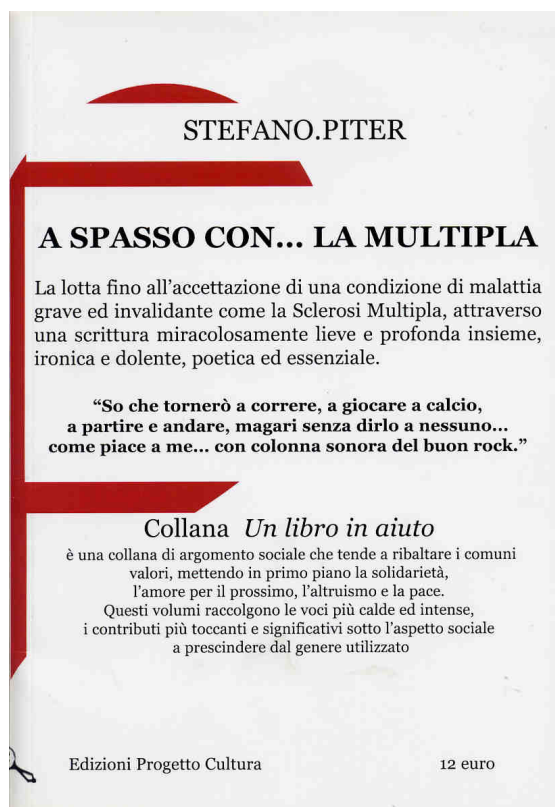 STEFANO.PITER
A SPASSO CON... LA MULTIPLA
La lotta fino all'accettazione di una condizione di malattia
grave ed invalidante come la Sclerosi Multipla, attraverso
una scrittura miracolosamente lieve e profonda insieme,
ironica e dolente, poetica ed essenziale.
“So che tornerò a correre, a giocare a calcio,
a partire e andare, magari senza dirlo a nessuno...
come piace a me... con colonna sonora del buon rock.”
Collana Un libro in aiuto
è una collana di argomento sociale che tende a ribaltare i comuni
valori, mettendo in primo piano la solidarietà,
l'amore per il prossimo, l'altruismo e la pace.
Questi volumi raccolgono le voci più calde ed intense,
i contributi più toccanti e significativi sotto l'aspetto sociale
a prescindere dal genere utilizzato
Edizioni Progetto Cultura 12 euro